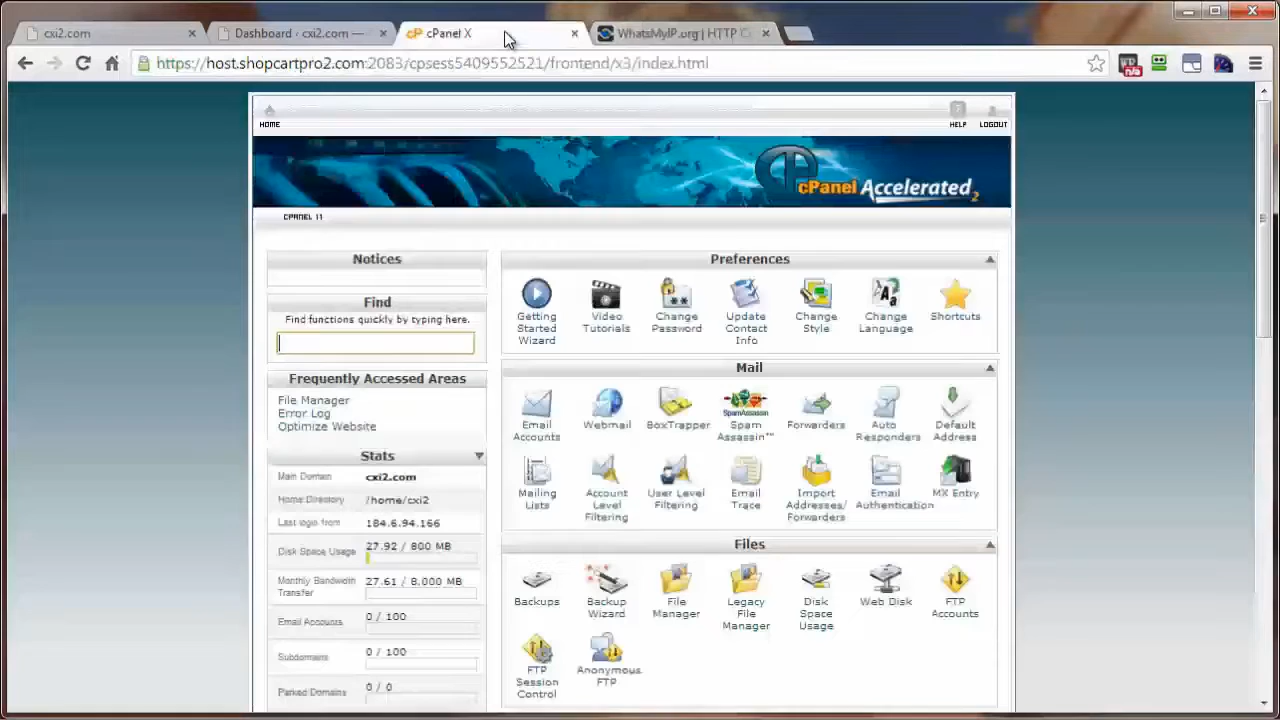 cxi2.com
Dashboard ‹ cxi2.com —
cPanel X
WhatsMyIP.org | HTTP C
https://host.shopcartpro2.com:2083/cpsess5409552521/frontend/x3/index.html
n/a
HOME
HELP
LOGOUT
cPanel Accelerated 2
CPANEL 11
Notices
Find
Find functions quickly by typing here.
Frequently Accessed Areas
File Manager
Error Log
Optimize Website
Stats
Main Domain cxi2.com
Home Directory /home/cxi2
Last login from 184.6.94.166
Disk Space Usage 27.92 / 800 MB
Monthly Bandwidth
Transfer
27.61 / 8,000 MB
Email Accounts 0 / 100
Subdomains 0 / 100
Parked Domains 0 / 0
Preferences
Getting
Started
Wizard
Video
Tutorials
Change
Password
Update
Contact
Info
Change
Style
Change
Language
Shortcuts
Mail
Email
Accounts
Webmail
BoxTrapper
SpamAssassin
Spam
Assassin™
Forwarders
Auto
Responders
Default
Address
Mailing
Lists
Account
Level
Filtering
User Level
Filtering
Email
Trace
Import
Addresses/
Forwarders
Email
Authentication
MX Entry
Files
Backups
Backup
Wizard
File
Manager
Legacy
File
Manager
Disk
Space
Usage
Web Disk
FTP
Accounts
FTP
Session
Control
Anonymous
FTP